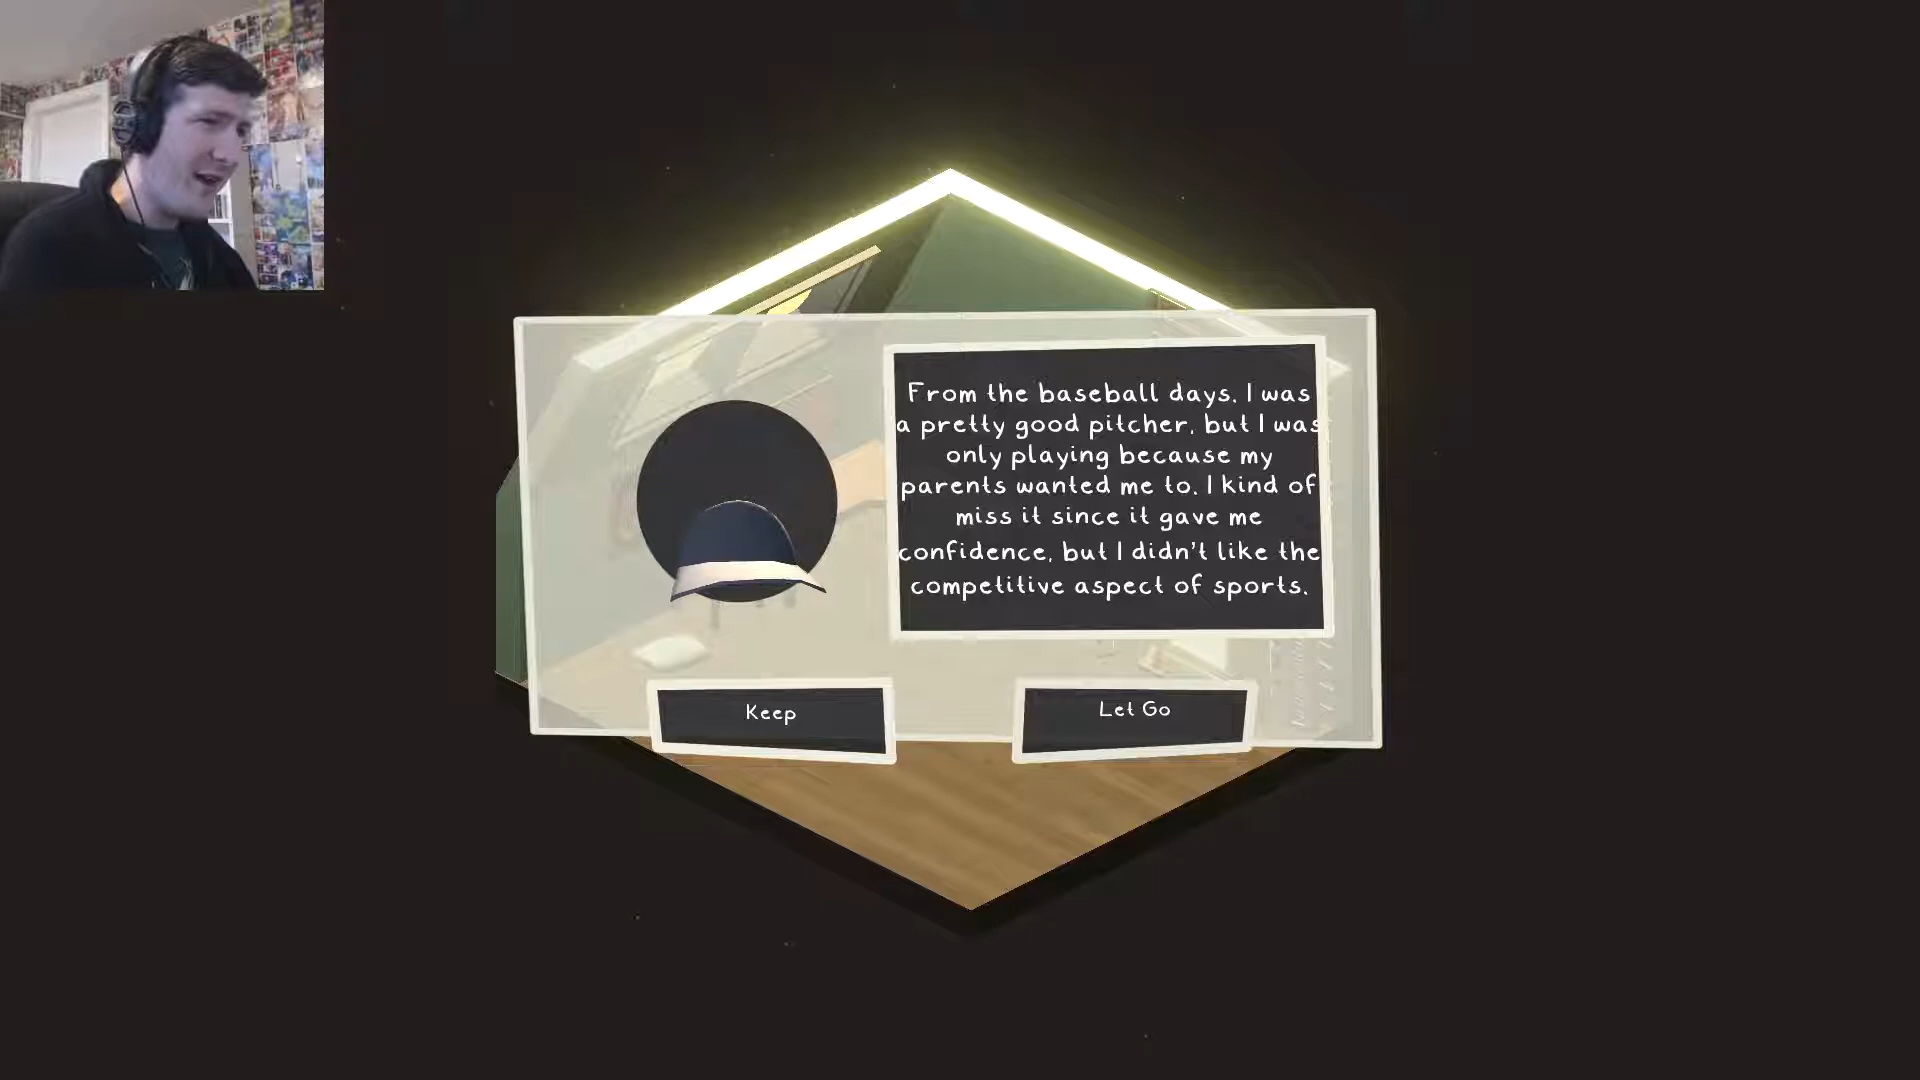 From the baseball days. I was
a pretty good pitcher, but I was
only playing because my
parents wanted me to. I kind of
miss it since it gave me
confidence, but I didn't like the
competitive aspect of sports.
Keep
Let Go